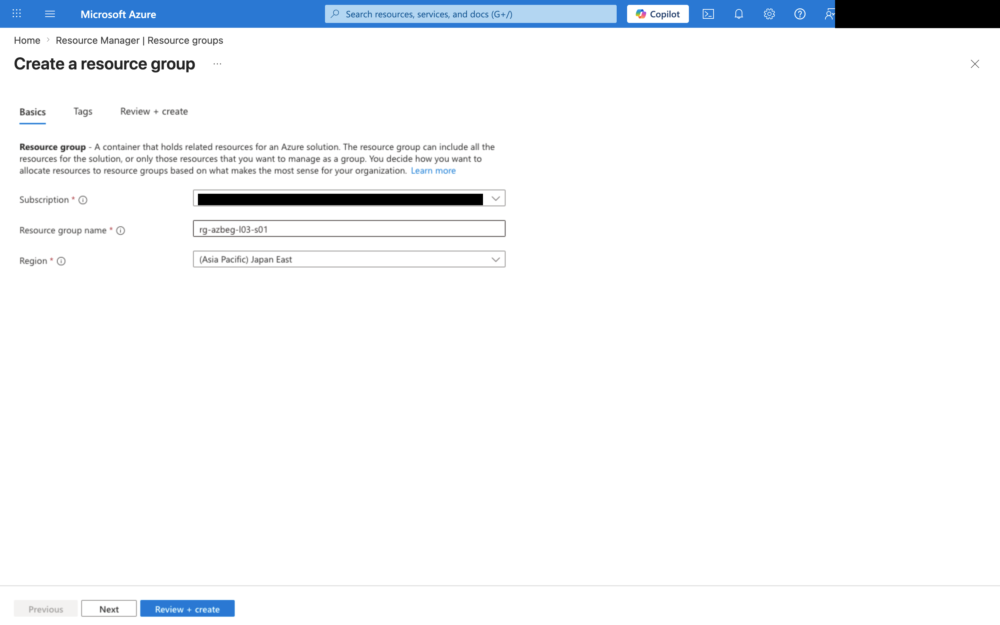 Microsoft Azure
Search resources, services, and docs (G+/)
Copilot
Home > Resource Manager | Resource groups
Create a resource group ...
Basics
Tags
Review + create
Resource group - A container that holds related resources for an Azure solution. The resource group can include all the
resources for the solution, or only those resources that you want to manage as a group. You decide how you want to
allocate resources to resource groups based on what makes the most sense for your organization. Learn more
Subscription *
Resource group name *
rg-azbeg-l03-s01
Region *
(Asia Pacific) Japan East
Previous
Next
Review + create